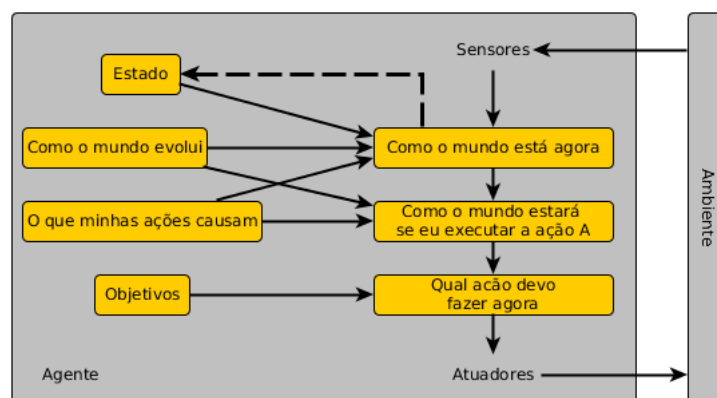 Sensores
Estado
Como o mundo evolui
Como o mundo está agora
O que minhas ações causam
Como o mundo estará
se eu executar a ação A
Objetivos
Qual acão devo
fazer agora
Agente
Atuadores
Ambiente